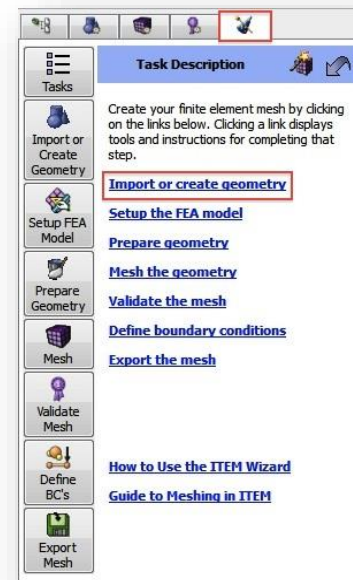 Tasks
Import or
Create
Geometry
Setup FEA
Model
Prepare
Geometry
Mesh
Validate
Mesh
Define
BC's
Export
Mesh
Task Description
Create your finite element mesh by clicking
on the links below. Clicking a link displays
tools and instructions for completing that
step.
Import or create geometry
Setup the FEA model
Prepare geometry
Mesh the geometry
Validate the mesh
Define boundary conditions
Export the mesh
How to Use the ITEM Wizard
Guide to Meshing in ITEM